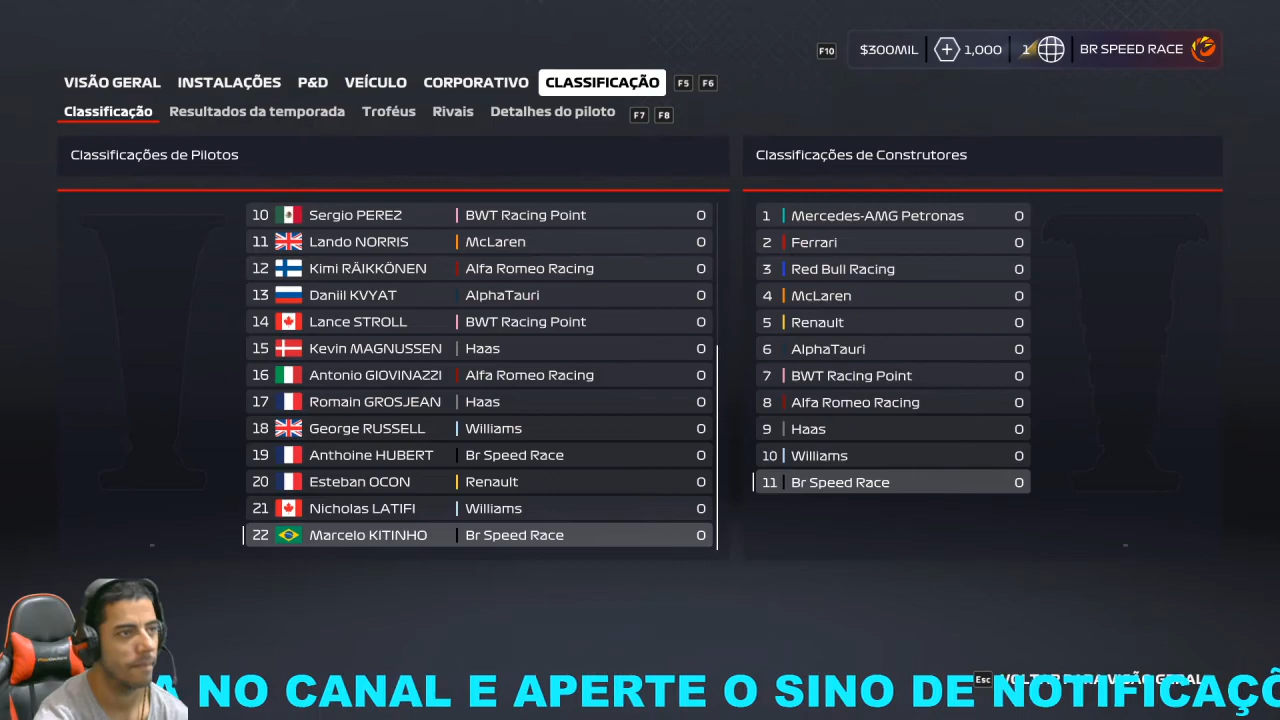 F10 $300MIL 1,000 1 BR SPEED RACE
VISÃO GERAL INSTALAÇÕES P&D VEÍCULO CORPORATIVO CLASSIFICAÇÃO F5 F6
Classificação Resultados da temporada Troféus Rivais Detalhes do piloto F7 F8
Classificações de Pilotos
10 Sergio PEREZ BWT Racing Point 0
11 Lando NORRIS McLaren 0
12 Kimi RÄIKKÖNEN Alfa Romeo Racing 0
13 Daniil KVYAT AlphaTauri 0
14 Lance STROLL BWT Racing Point 0
15 Kevin MAGNUSSEN Haas 0
16 Antonio GIOVINAZZI Alfa Romeo Racing 0
17 Romain GROSJEAN Haas 0
18 George RUSSELL Williams 0
19 Anthoine HUBERT Br Speed Race 0
20 Esteban OCON Renault 0
21 Nicholas LATIFI Williams 0
22 Marcelo KITINHO Br Speed Race 0
Classificações de Construtores
1 Mercedes-AMG Petronas 0
2 Ferrari 0
3 Red Bull Racing 0
4 McLaren 0
5 Renault 0
6 AlphaTauri 0
7 BWT Racing Point 0
8 Alfa Romeo Racing 0
9 Haas 0
10 Williams 0
11 Br Speed Race 0
Esc VOLTAR PARA VISÃO GERAL
A NO CANAL E APERTE O SINO DE NOTIFICAÇÕ